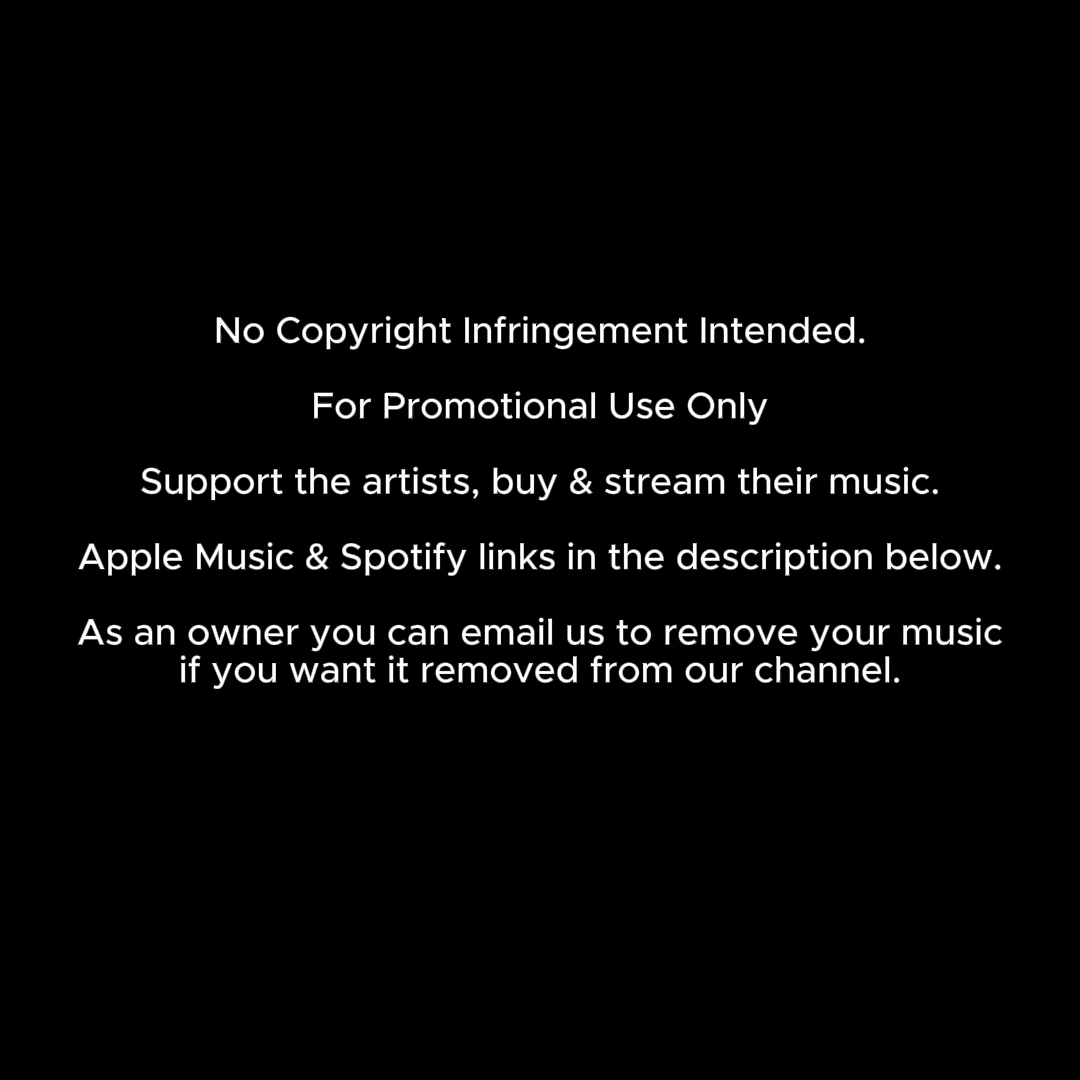 No Copyright Infringement Intended.
For Promotional Use Only
Support the artists, buy & stream their music.
Apple Music & Spotify links in the description below.
As an owner you can email us to remove your music
if you want it removed from our channel.